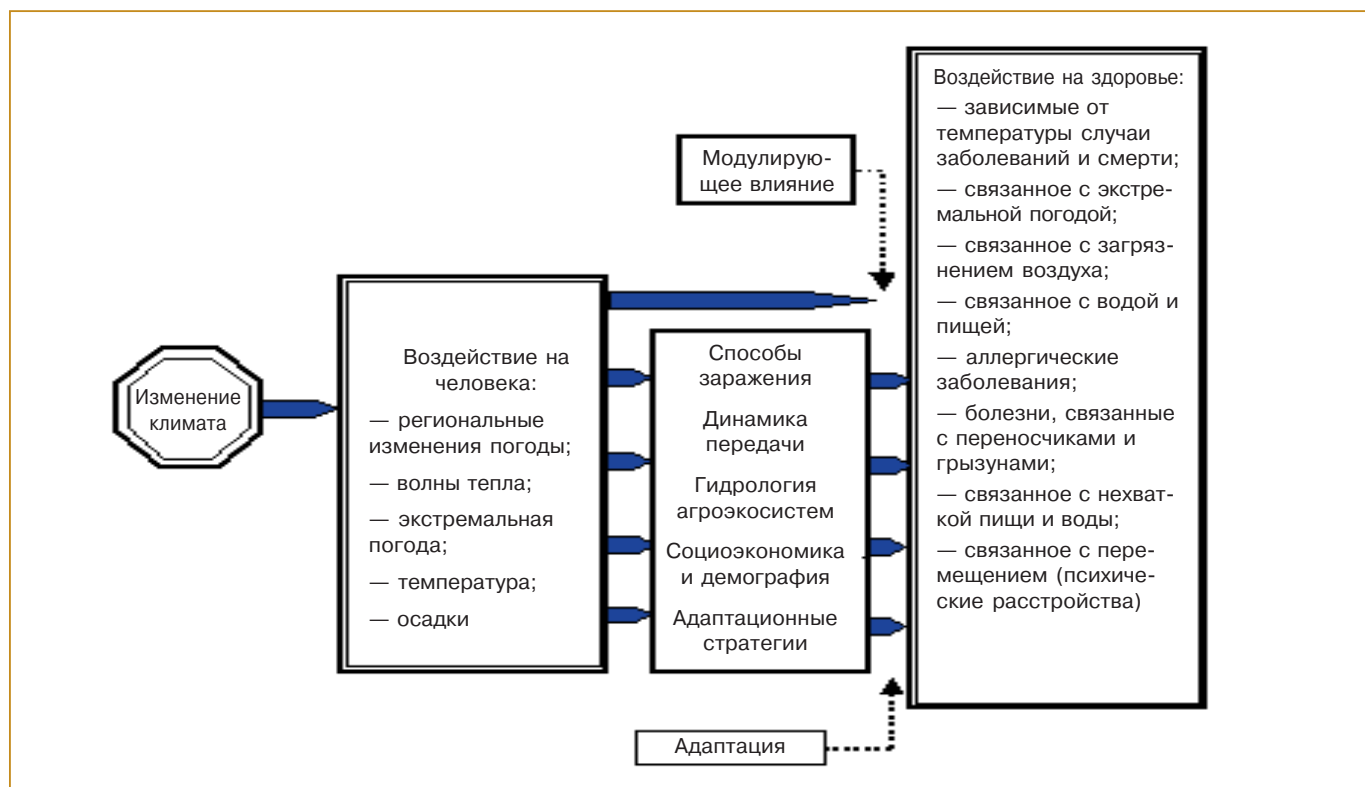 Изменение
климата
Воздействие на
человека:
— региональные
изменения погоды;
— волны тепла;
— экстремальная
погода;
— температура;
— осадки
Модулирую-
щее влияние
Способы
заражения
Динамика
передачи
Гидрология
агроэкосистем
Социоэкономика
и демография
Адаптационные
стратегии
Адаптация
Воздействие на здоровье:
— зависимые от
температуры случаи
заболеваний и смерти;
— связанное с экстре-
мальной погодой;
— связанное с загряз-
нением воздуха;
— связанное с водой и
пищей;
— аллергические
заболевания;
— болезни, связанные
с переносчиками и
грызунами;
— связанное с нехват-
кой пищи и воды;
— связанное с пере-
мещением (психиче-
ские расстройства)